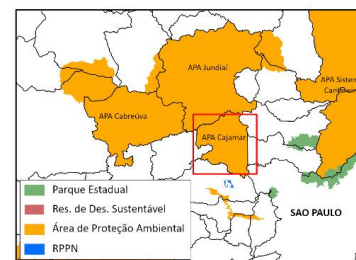 APA Jundiaí
APA Sistema
Cantareira
APA Cabreúva
APA Cajamar
SAO PAULO
Parque Estadual
Res. de Des. Sustentável
Área de Proteção Ambiental
RPPN